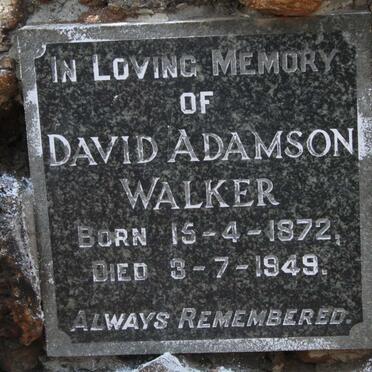 IN LOVING MEMORY
OF
DAVID ADAMSON
WALKER
BORN 15-4-1872,
DIED 3-7-1949.
ALWAYS REMEMBERED.